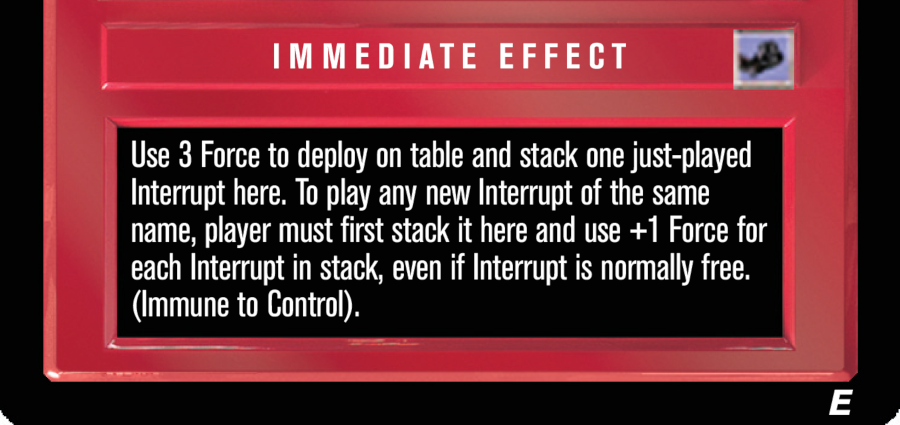 IMMEDIATE EFFECT
Use 3 Force to deploy on table and stack one just-played
Interrupt here. To play any new Interrupt of the same
name, player must first stack it here and use +1 Force for
each Interrupt in stack, even if Interrupt is normally free.
(Immune to Control).
E